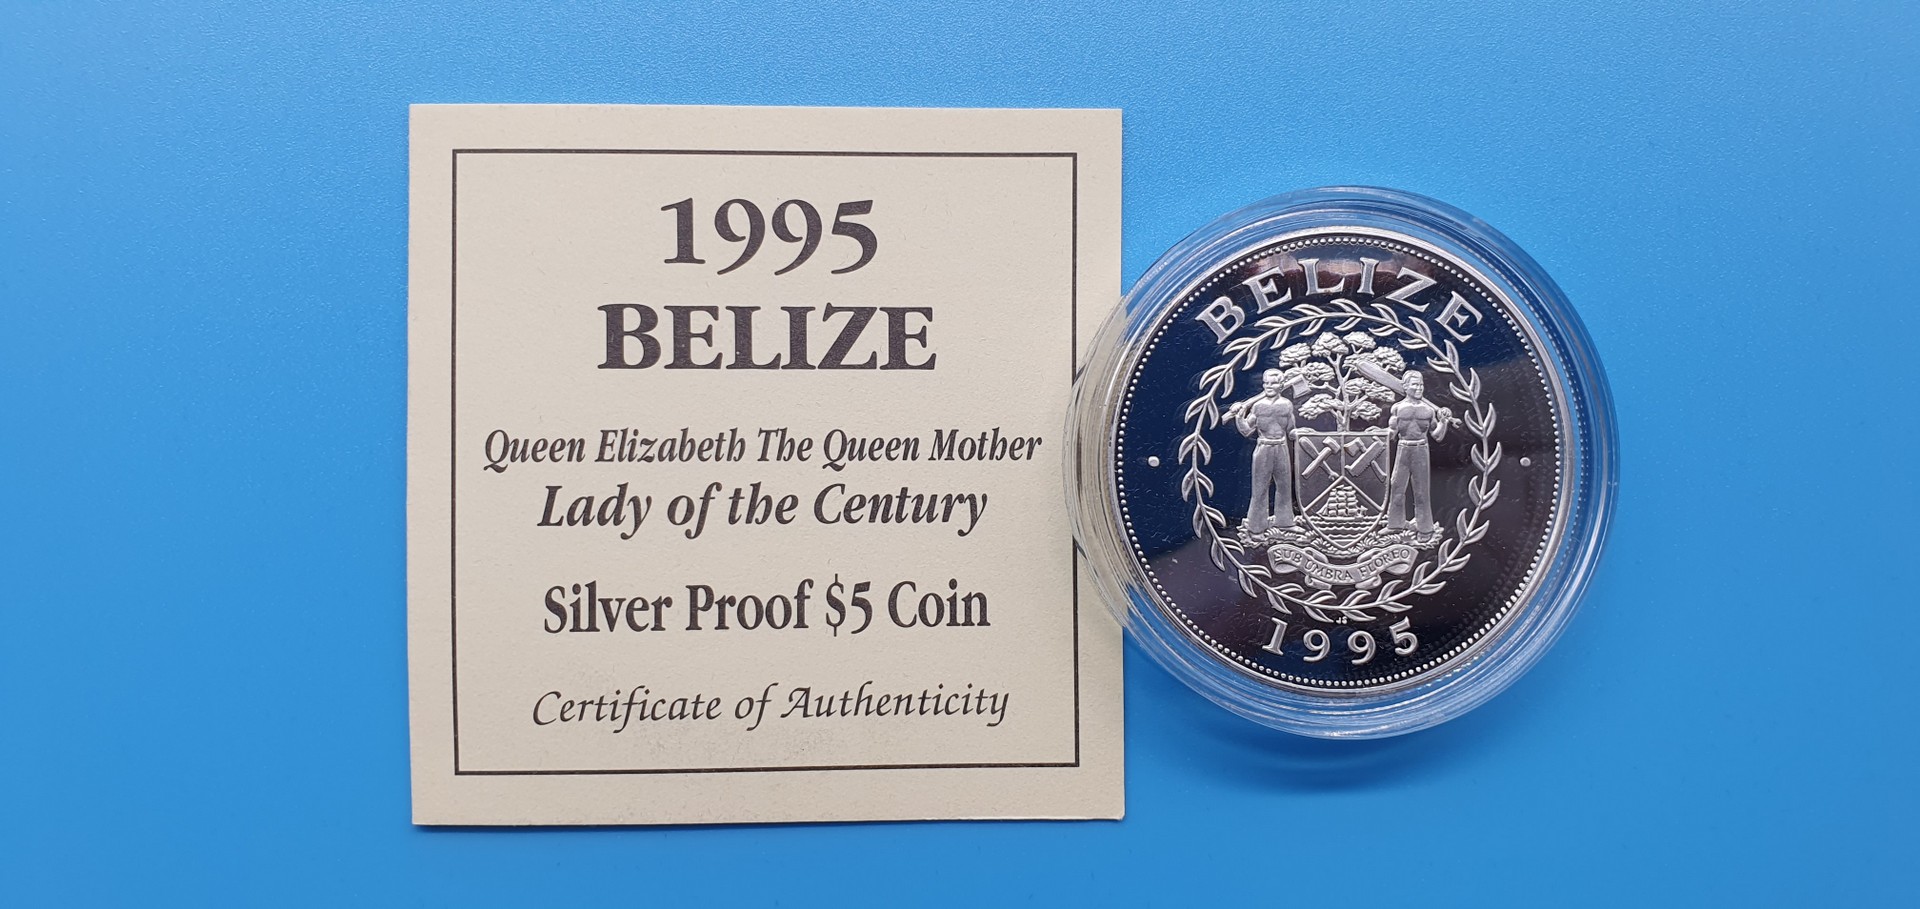 1995
BELIZE
Queen Elizabeth The Queen Mother
Lady of the Century
Silver Proof $5 Coin
Certificate of Authenticity
BELIZE
SUB UMBRA FLOREO
1995